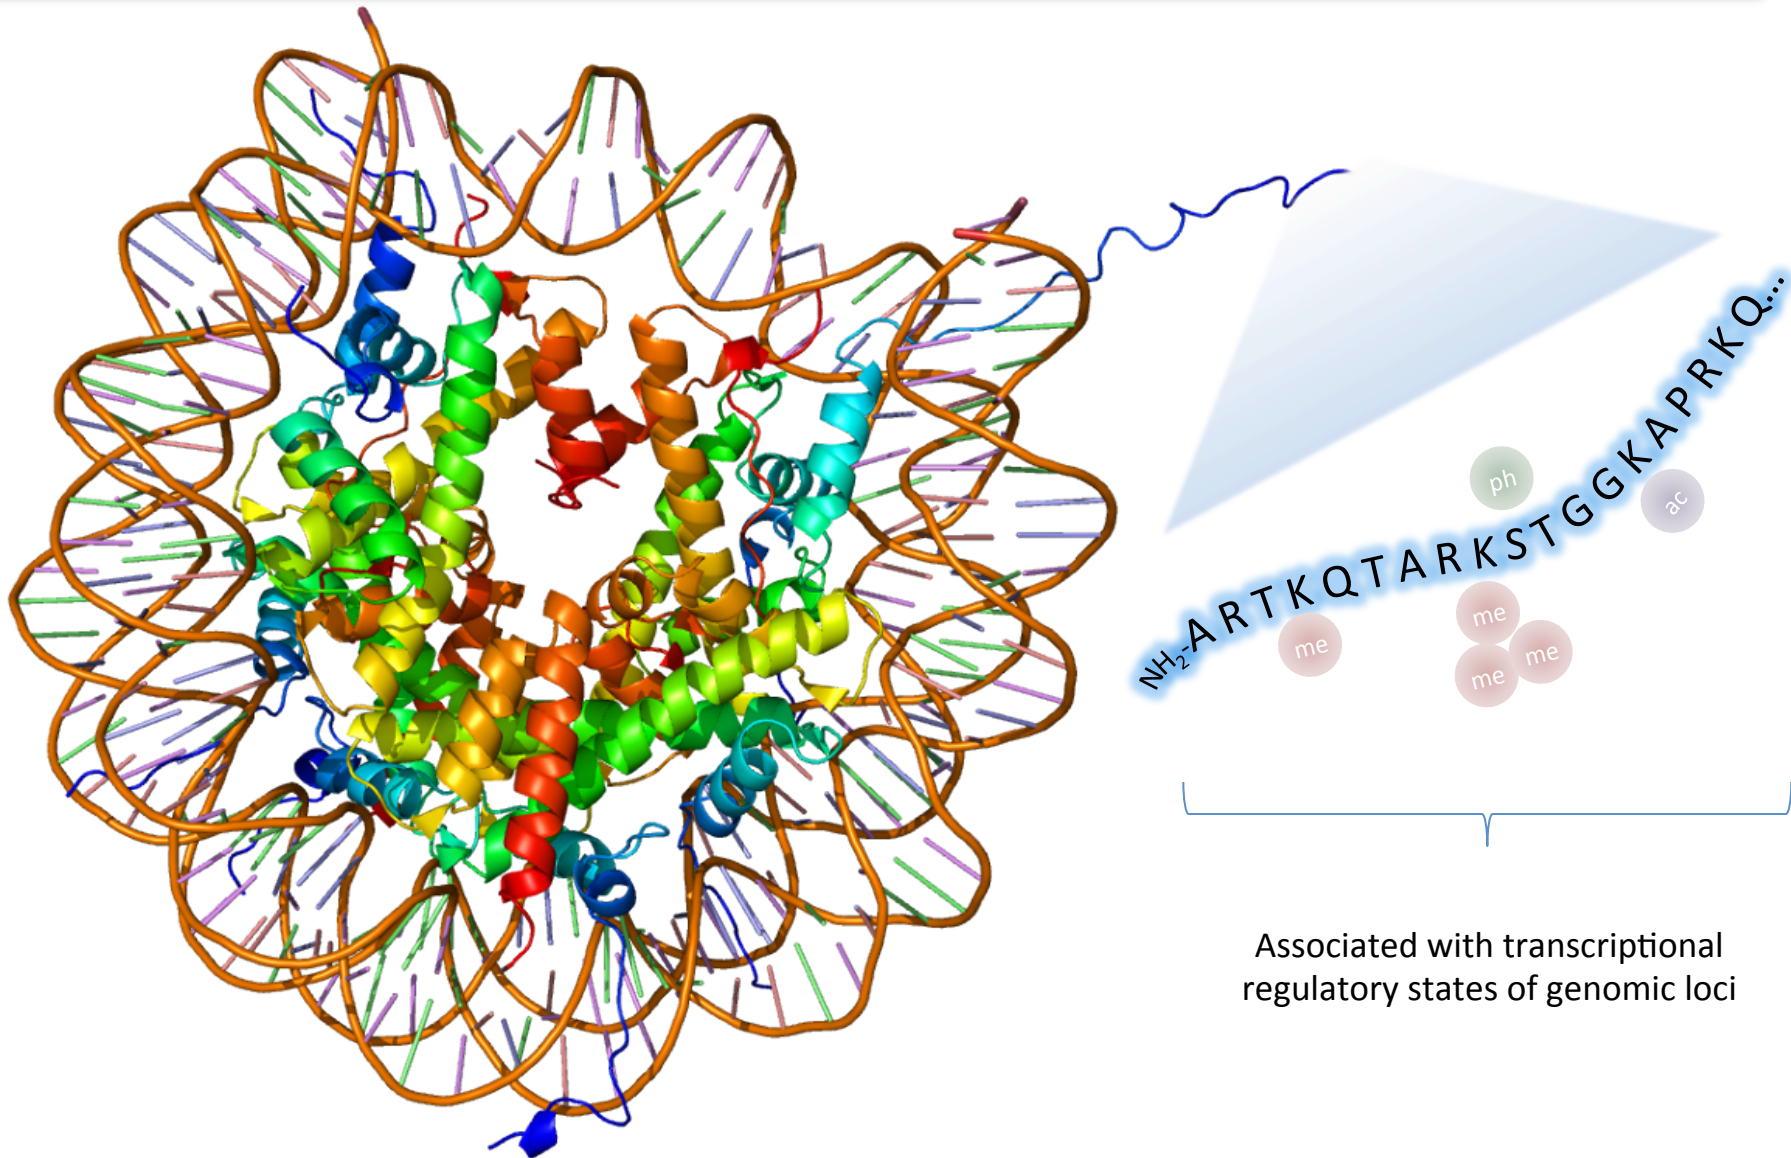 NH2-ARTKQTARKSTGGKAPRKQ...
ph
ac
me
me
me
me
Associated with transcriptional
regulatory states of genomic loci